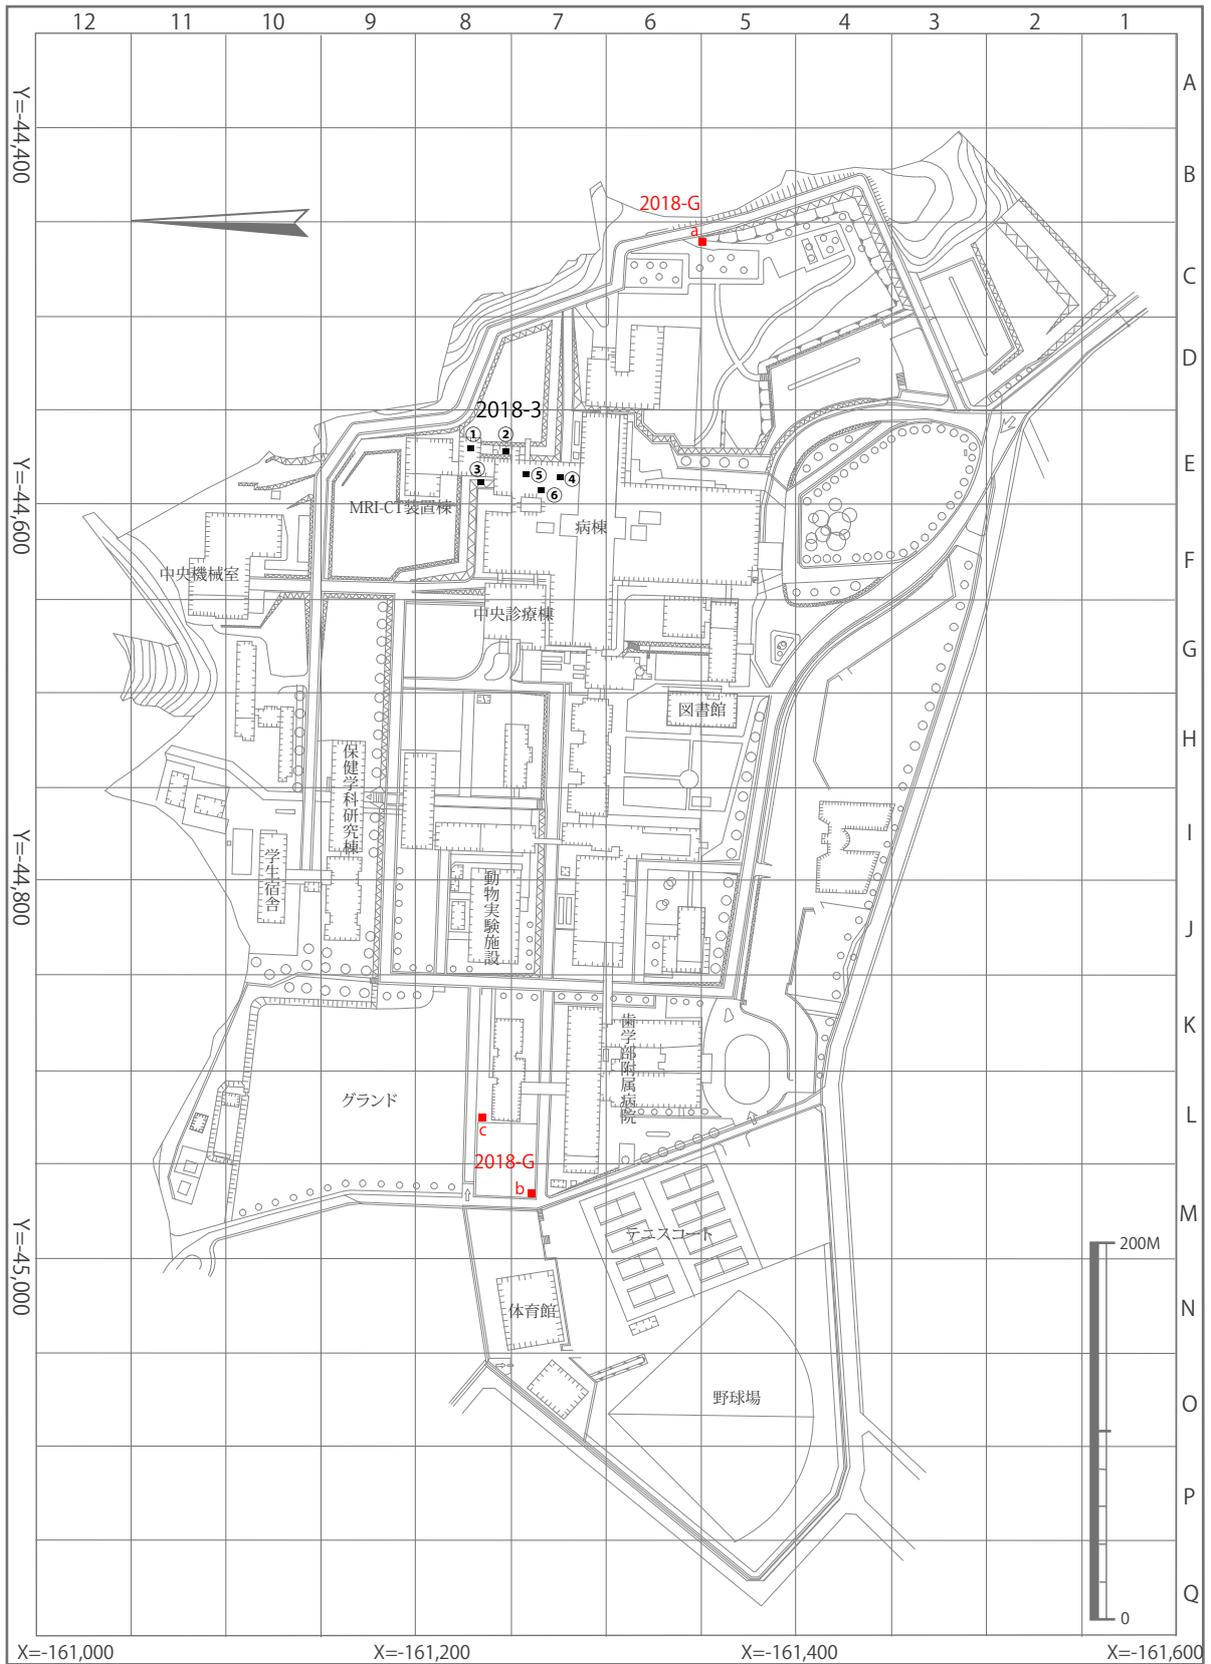 12 11 10 9 8 7 6 5 4 3 2 1
A
Y=-44,400
B
2018-G
a
C
D
2018-3
① ②
E
③
⑤ ④
⑥
Y=-44,600
MRI-CT装置棟
病棟
F
中央機械室
中央診療棟
G
図書館
H
保健学科研究棟
I
学生宿舎
動物実験施設
Y=-44,800
J
K
歯学部附属病院
グランド
L
c
2018-G
b
M
テニスコート
200M
Y=-45,000
体育館
N
野球場
O
P
Q
0
X=-161,000 X=-161,200 X=-161,400 X=-161,600